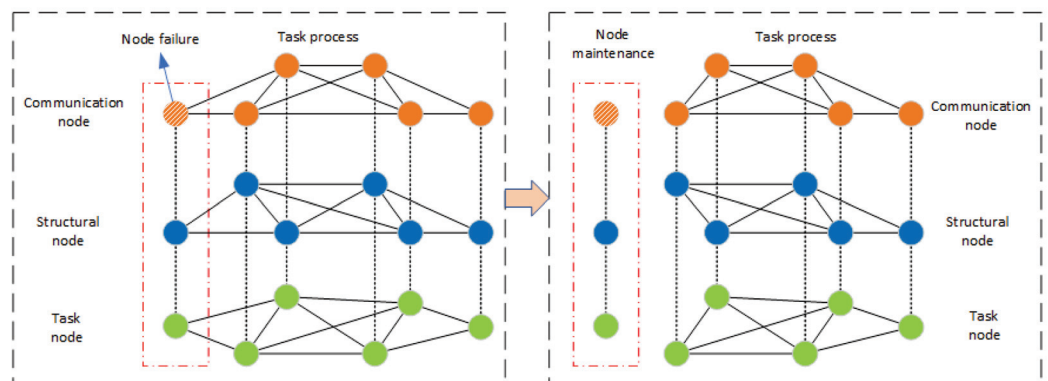 Node failure
Task process
Communication
node
Structural
node
Task
node
Node
maintenance
Task process
Communication
node
Structural
node
Task
node